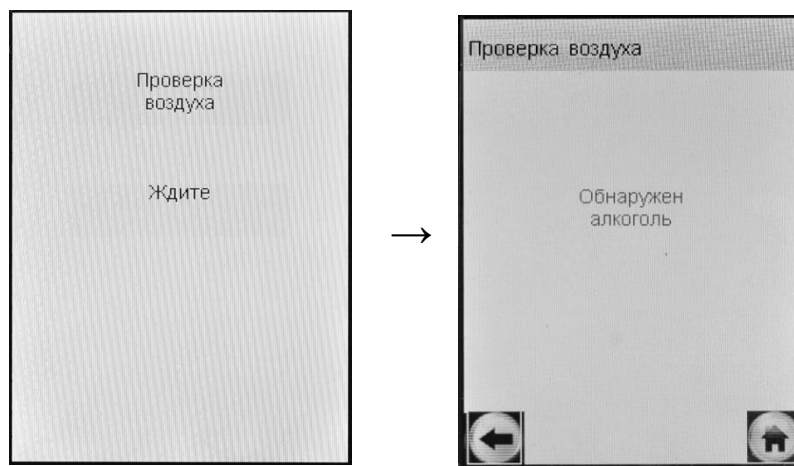 Проверка
воздуха
Ждите
→
Проверка воздуха
Обнаружен
алкоголь